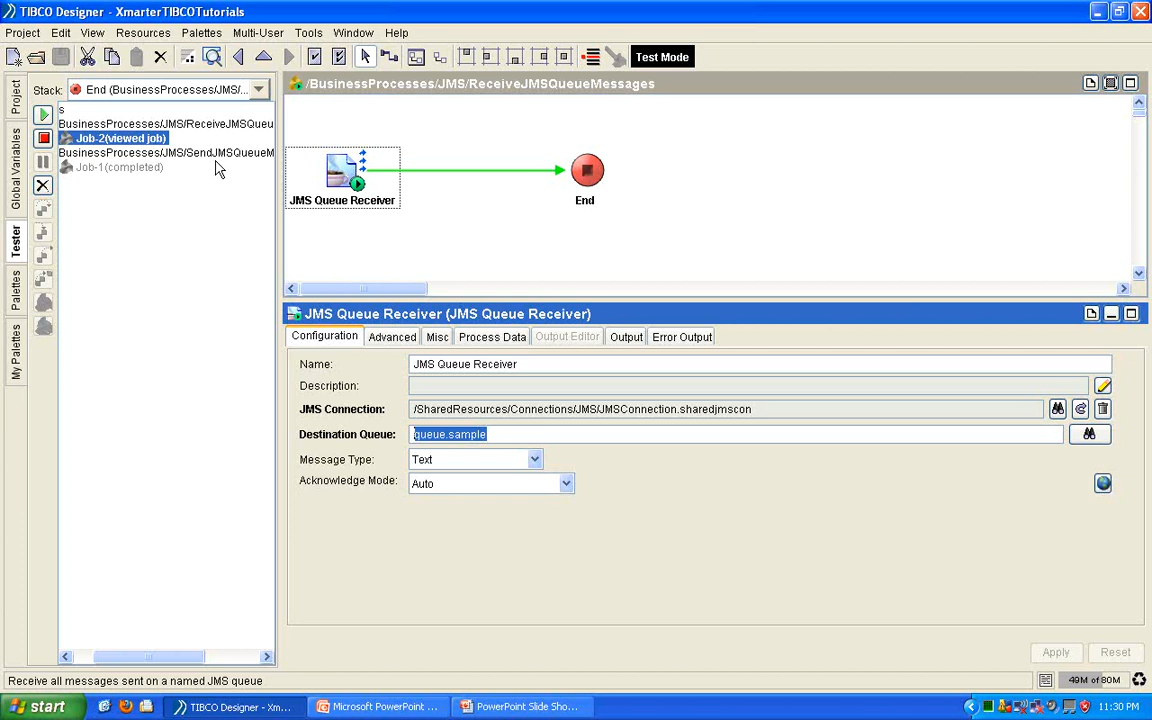 TIBCO Designer - XmarterTIBCOTutorials
Project Edit View Resources Palettes Multi-User Tools Window Help
Test Mode
Stack: End (BusinessProcesses/JMS/...
/BusinessProcesses/JMS/ReceiveJMSQueueMessages
Project
Global Variables
Tester
Palettes
My Palettes
s
BusinessProcesses/JMS/ReceiveJMSQueu
Job-2(viewed job)
BusinessProcesses/JMS/SendJMSQueueM
Job-1(completed)
JMS Queue Receiver
End
JMS Queue Receiver (JMS Queue Receiver)
Configuration Advanced Misc Process Data Output Editor Output Error Output
Name: JMS Queue Receiver
Description:
JMS Connection: /SharedResources/Connections/JMS/JMSConnection.sharedjmscon
Destination Queue: queue.sample
Message Type: Text
Acknowledge Mode: Auto
Apply Reset
Receive all messages sent on a named JMS queue
49M of 80M
start
TIBCO Designer - Xm...
Microsoft PowerPoint ...
PowerPoint Slide Sho...
11:30 PM